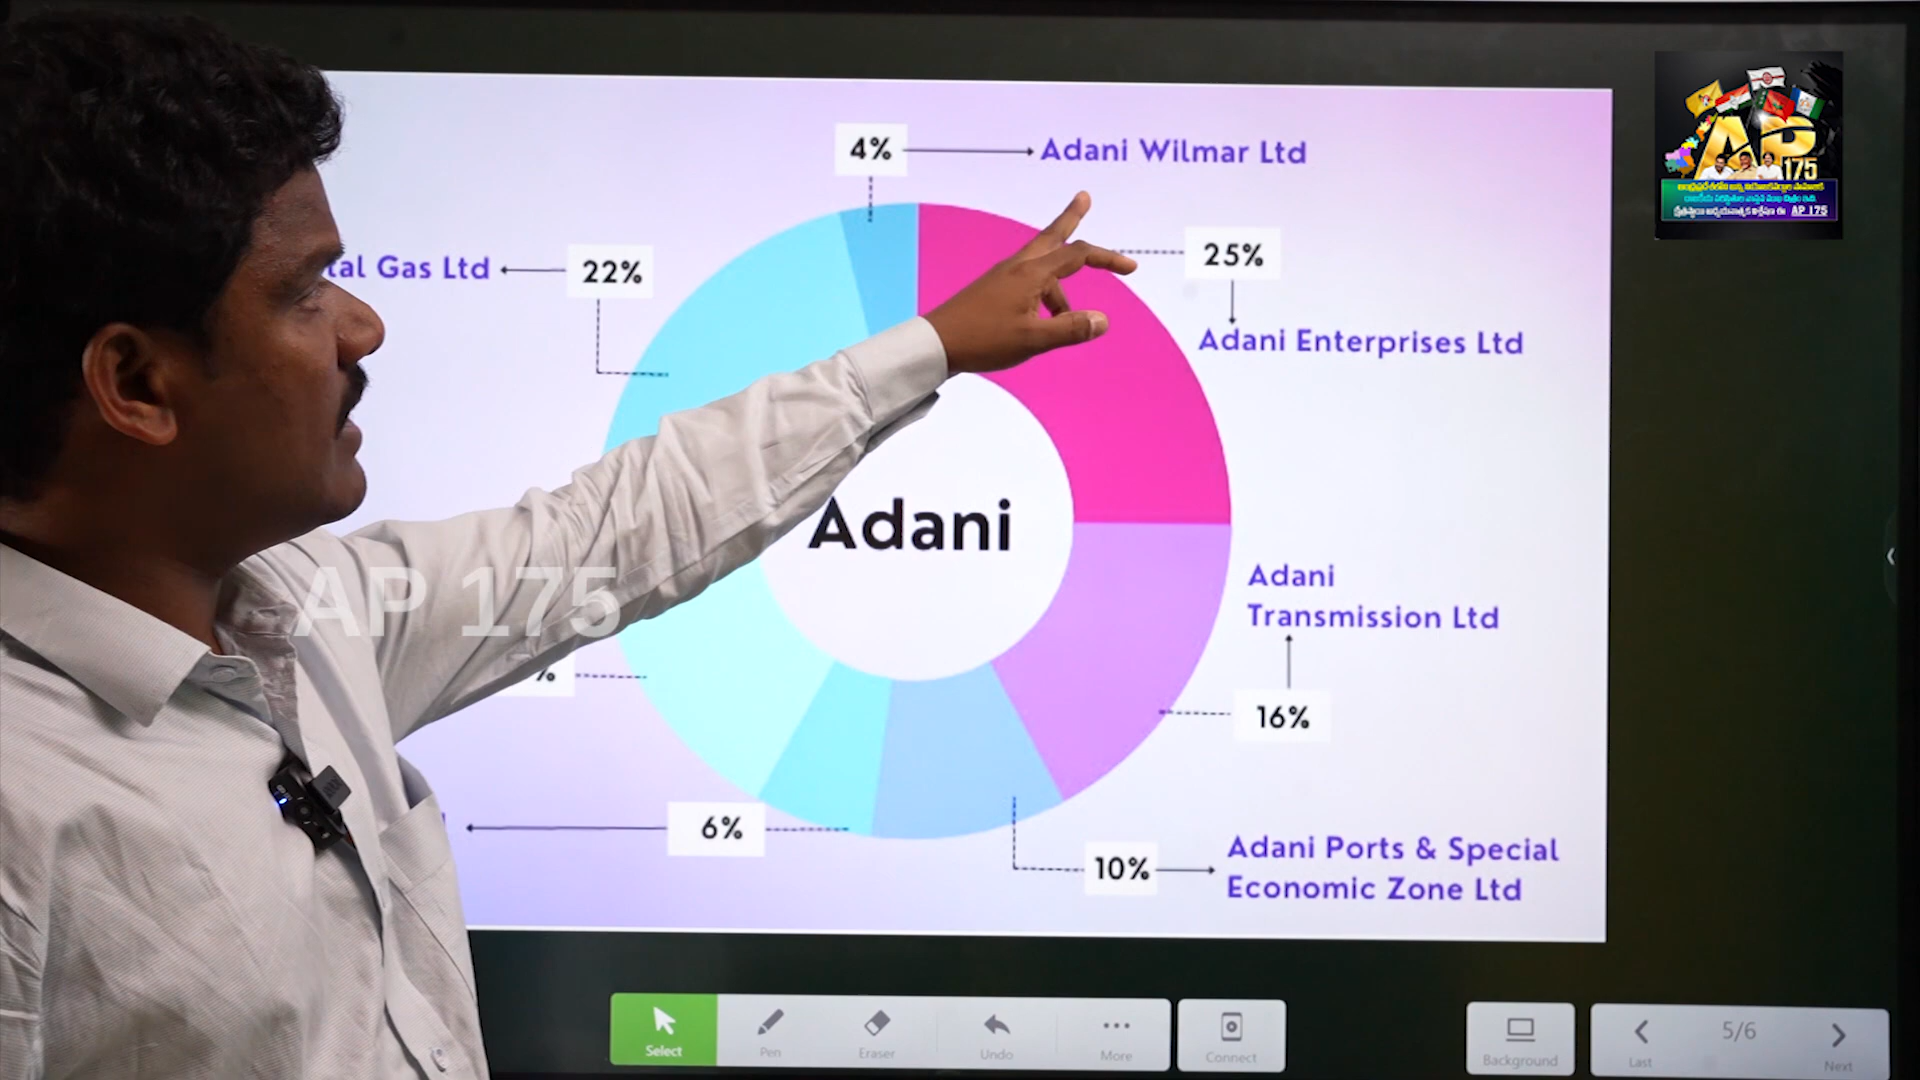 4%
Adani Wilmar Ltd
AP
175
AP 175
tal Gas Ltd
22%
25%
Adani Enterprises Ltd
Adani
Adani
Transmission Ltd
16%
AP 175
%
6%
10%
Adani Ports & Special
Economic Zone Ltd
Select
Pen
Eraser
Undo
More
Connect
Background
Last
5/6
Next